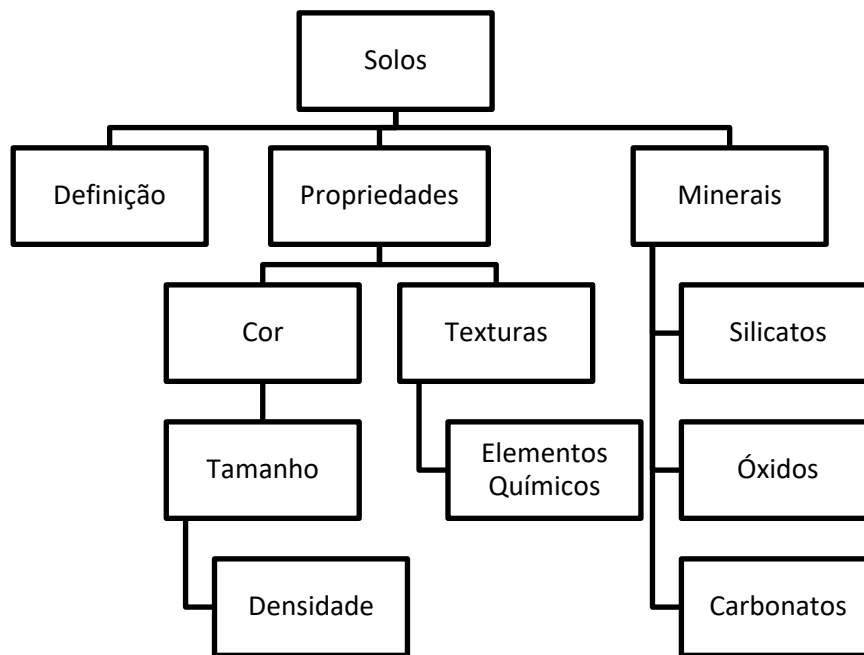 Solos
Definição
Propriedades
Minerais
Cor
Texturas
Silicatos
Tamanho
Elementos
Químicos
Óxidos
Densidade
Carbonatos